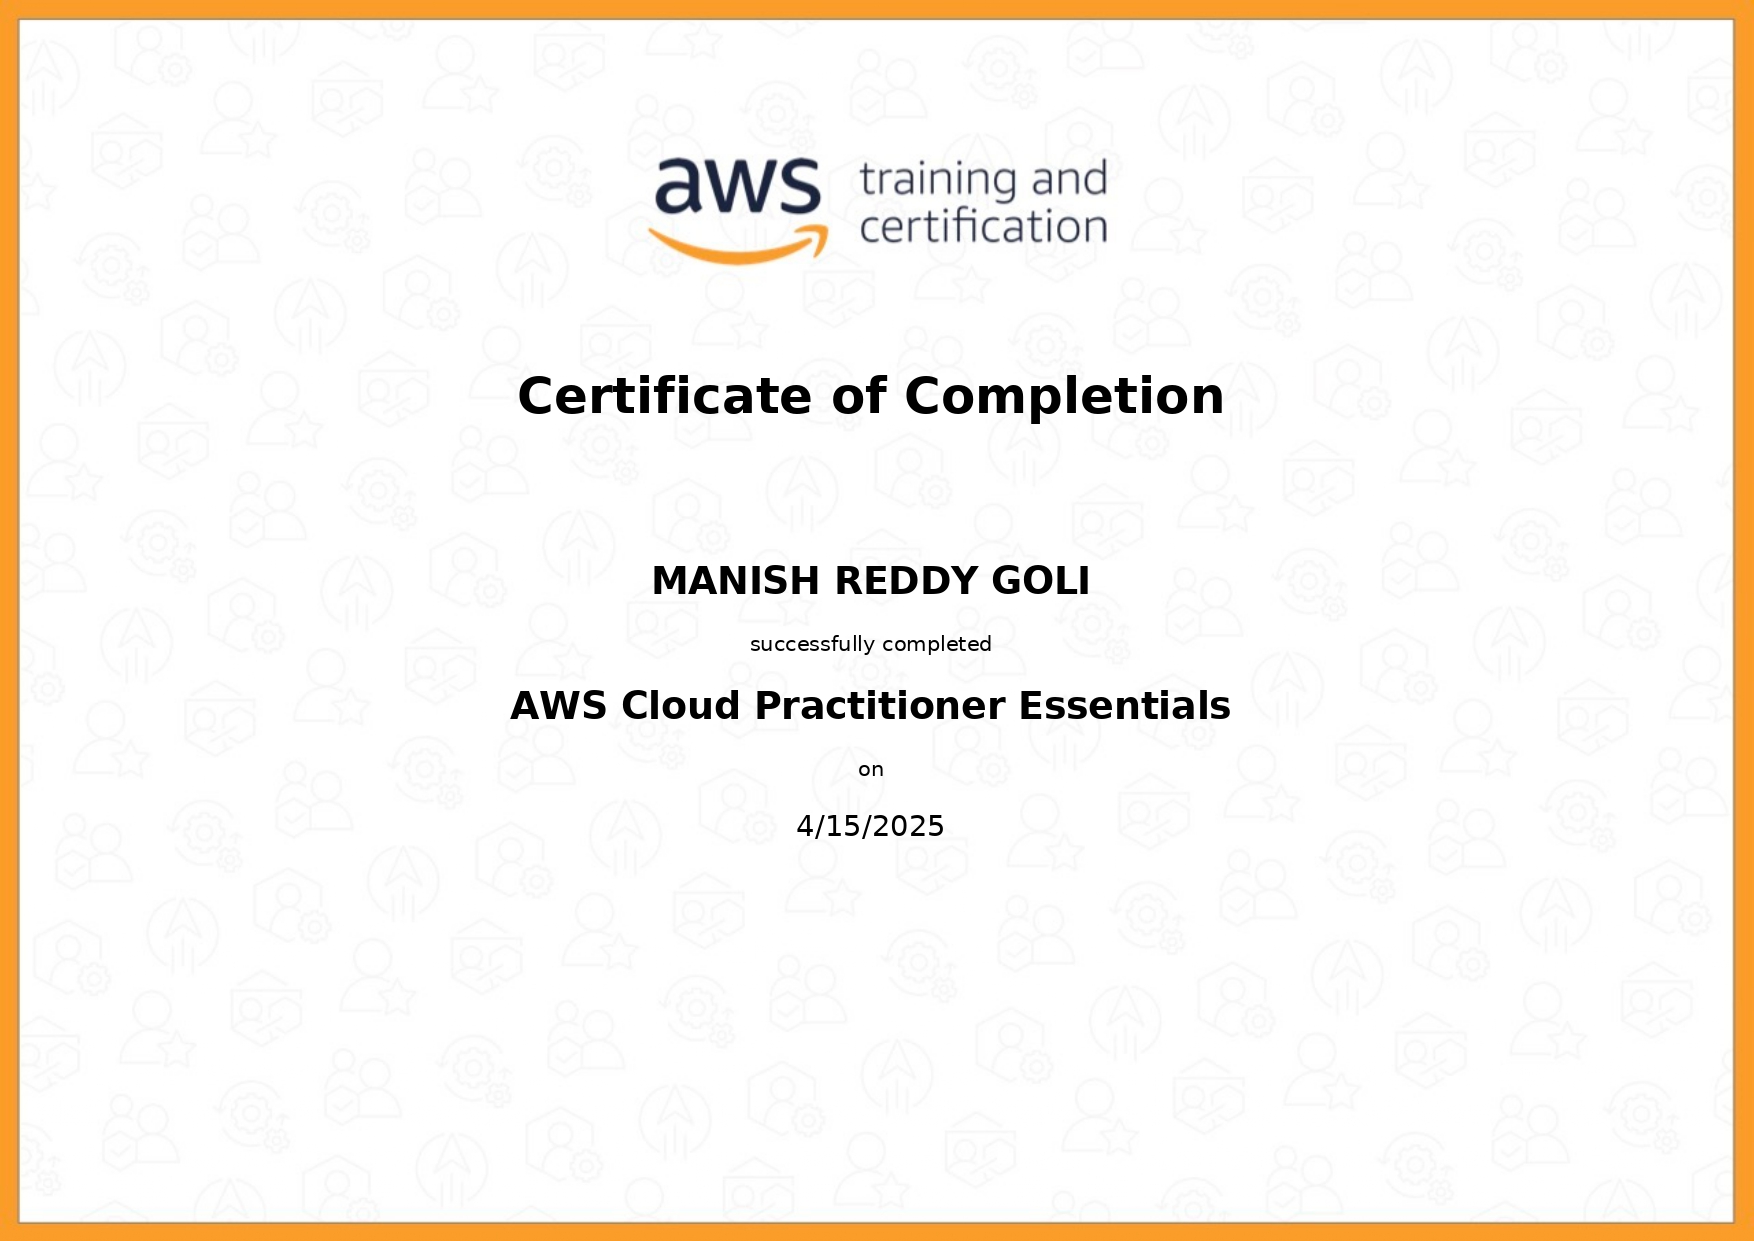 aws training and
certification
Certificate of Completion
MANISH REDDY GOLI
successfully completed
AWS Cloud Practitioner Essentials
on
4/15/2025